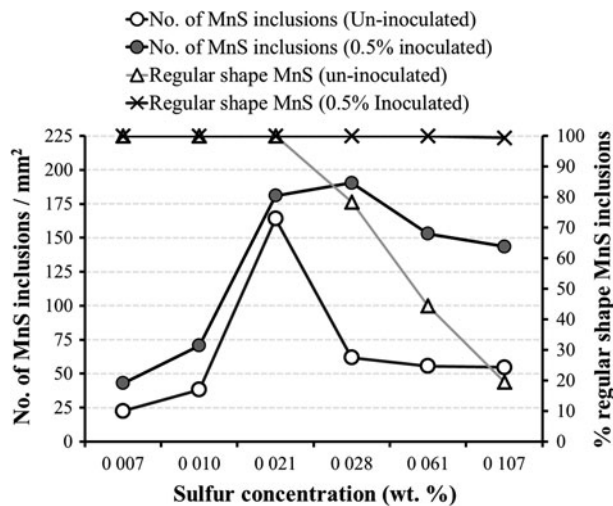 No. of MnS inclusions (Un-inoculated)
No. of MnS inclusions (0.5% inoculated)
Regular shape MnS (un-inoculated)
Regular shape MnS (0.5% Inoculated)
No. of MnS inclusions / mm²
225
200
175
150
125
100
75
50
25
0
100
90
80
70
60
50
40
30
20
10
0
% regular shape MnS inclusions
0 007 0 010 0 021 0 028 0 061 0 107
Sulfur concentration (wt. %)